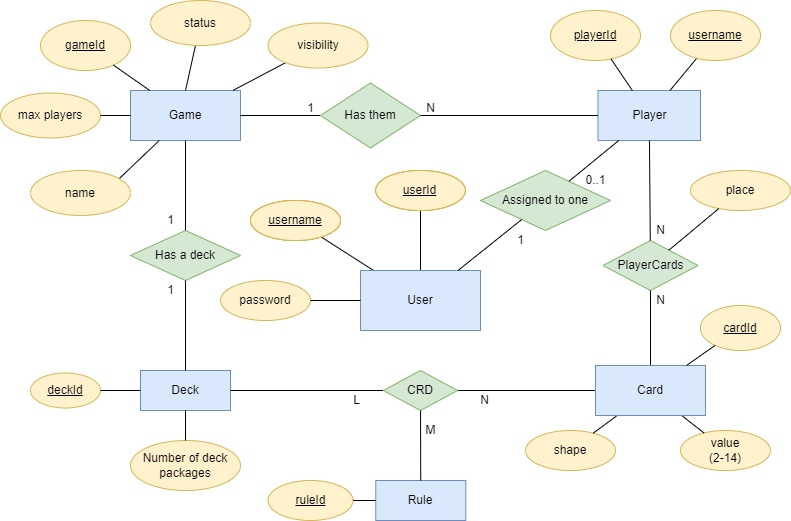 status
gameId
visibility
playerId
username
max players
Game
1
Has them
N
Player
name
userId
0..1
place
Assigned to one
username
1
N
1
Has a deck
PlayerCards
1
password
User
N
cardId
deckId
Deck
CRD
Card
L
N
M
Number of deck
packages
shape
value
(2-14)
ruleId
Rule